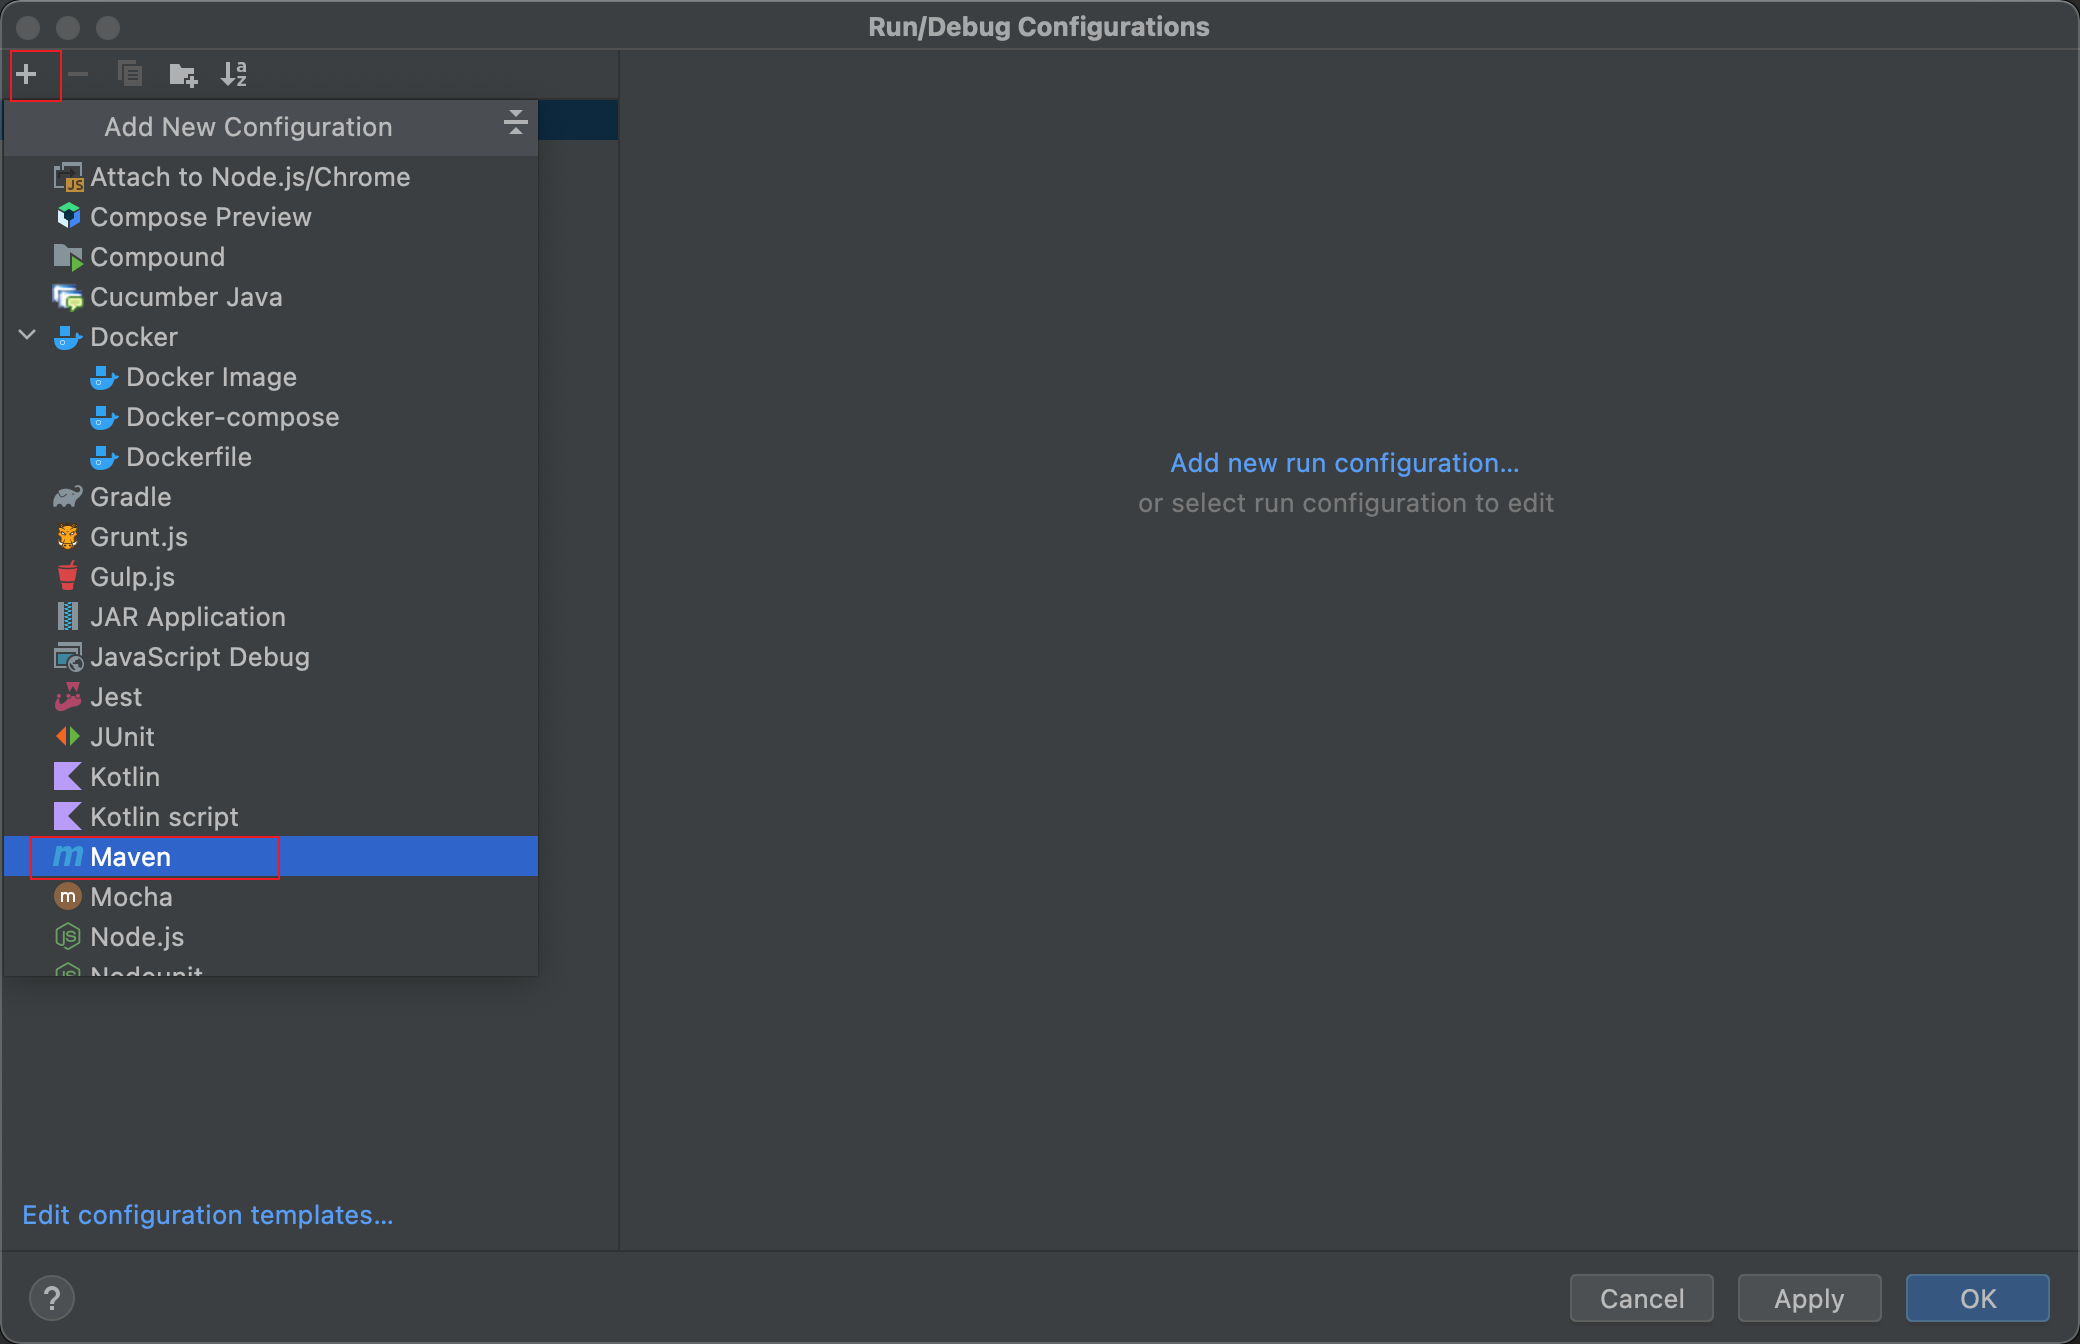 Run/Debug Configurations
Add New Configuration
Attach to Node.js/Chrome
Compose Preview
Compound
Cucumber Java
Docker
Docker Image
Docker-compose
Dockerfile
Gradle
Grunt.js
Gulp.js
JAR Application
JavaScript Debug
Jest
JUnit
Kotlin
Kotlin script
Maven
Mocha
Node.js
Nodeunit
Add new run configuration...
or select run configuration to edit
Edit configuration templates...
?
Cancel
Apply
OK